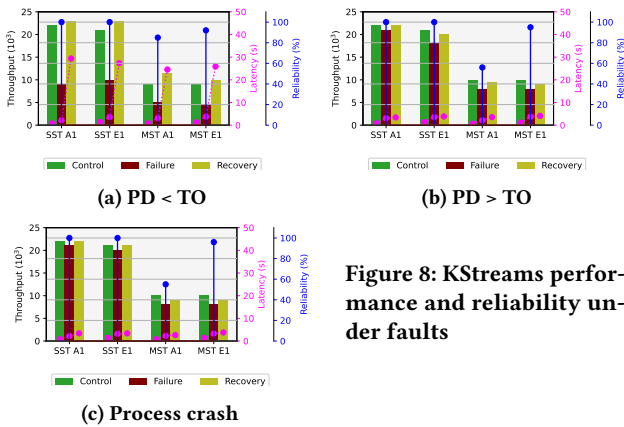 Throughput (10³)
25
20
15
10
5
0
SST A1
SST E1
MST A1
MST E1
50
40
30
20
10
0
Latency (s)
100
80
60
40
20
0
Reliability (%)
Control
Failure
Recovery
(a) PD < TO
Throughput (10³)
25
20
15
10
5
0
SST A1
SST E1
MST A1
MST E1
50
40
30
20
10
0
Latency (s)
100
80
60
40
20
0
Reliability (%)
Control
Failure
Recovery
(b) PD > TO
Throughput (10³)
25
20
15
10
5
0
SST A1
SST E1
MST A1
MST E1
50
40
30
20
10
0
Latency (s)
100
80
60
40
20
0
Reliability (%)
Control
Failure
Recovery
(c) Process crash
Figure 8: KStreams perfor-
mance and reliability un-
der faults